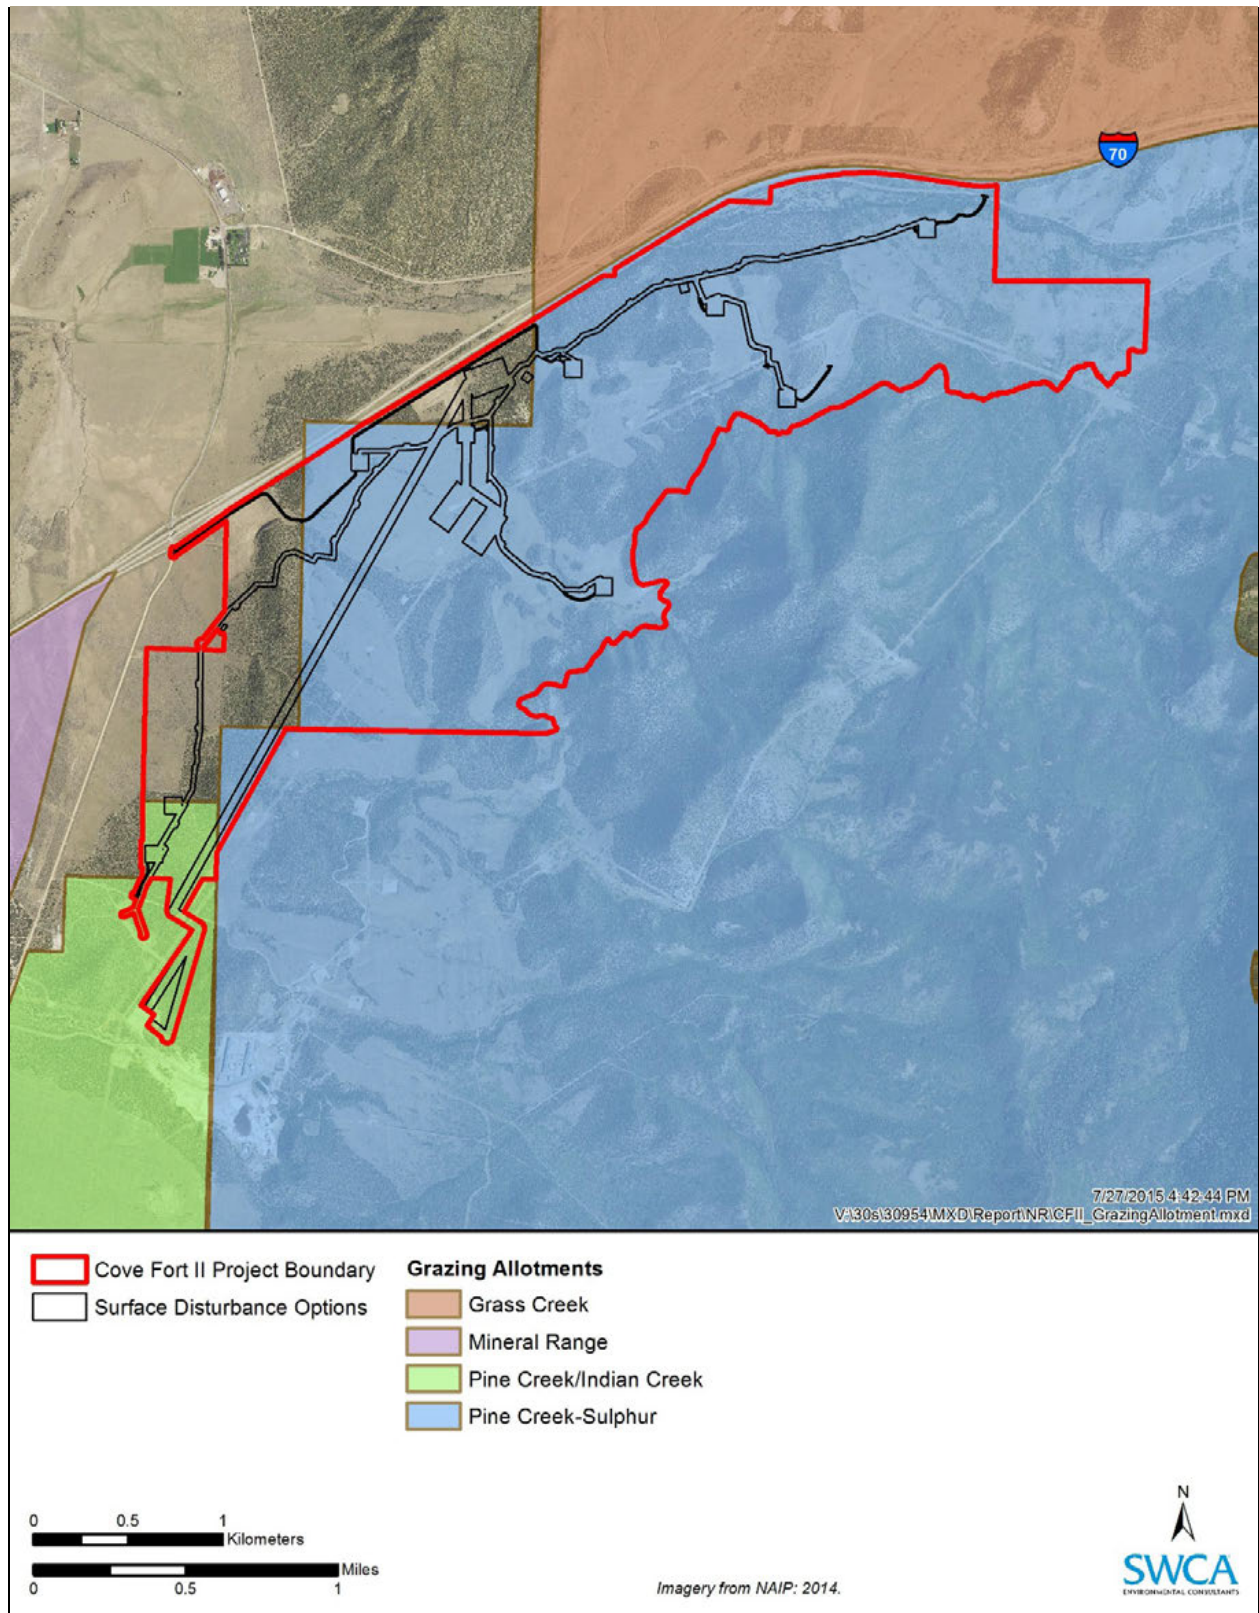 70
7/27/2015 4:42:44 PM
V:\30s\30954\MXD\Report\NR\CFII_GrazingAllotment.mxd
Cove Fort II Project Boundary
Surface Disturbance Options
Grazing Allotments
Grass Creek
Mineral Range
Pine Creek/Indian Creek
Pine Creek-Sulphur
0 0.5 1
Kilometers
Miles
0 0.5 1
Imagery from NAIP: 2014.
N
SWCA
ENVIRONMENTAL CONSULTANTS